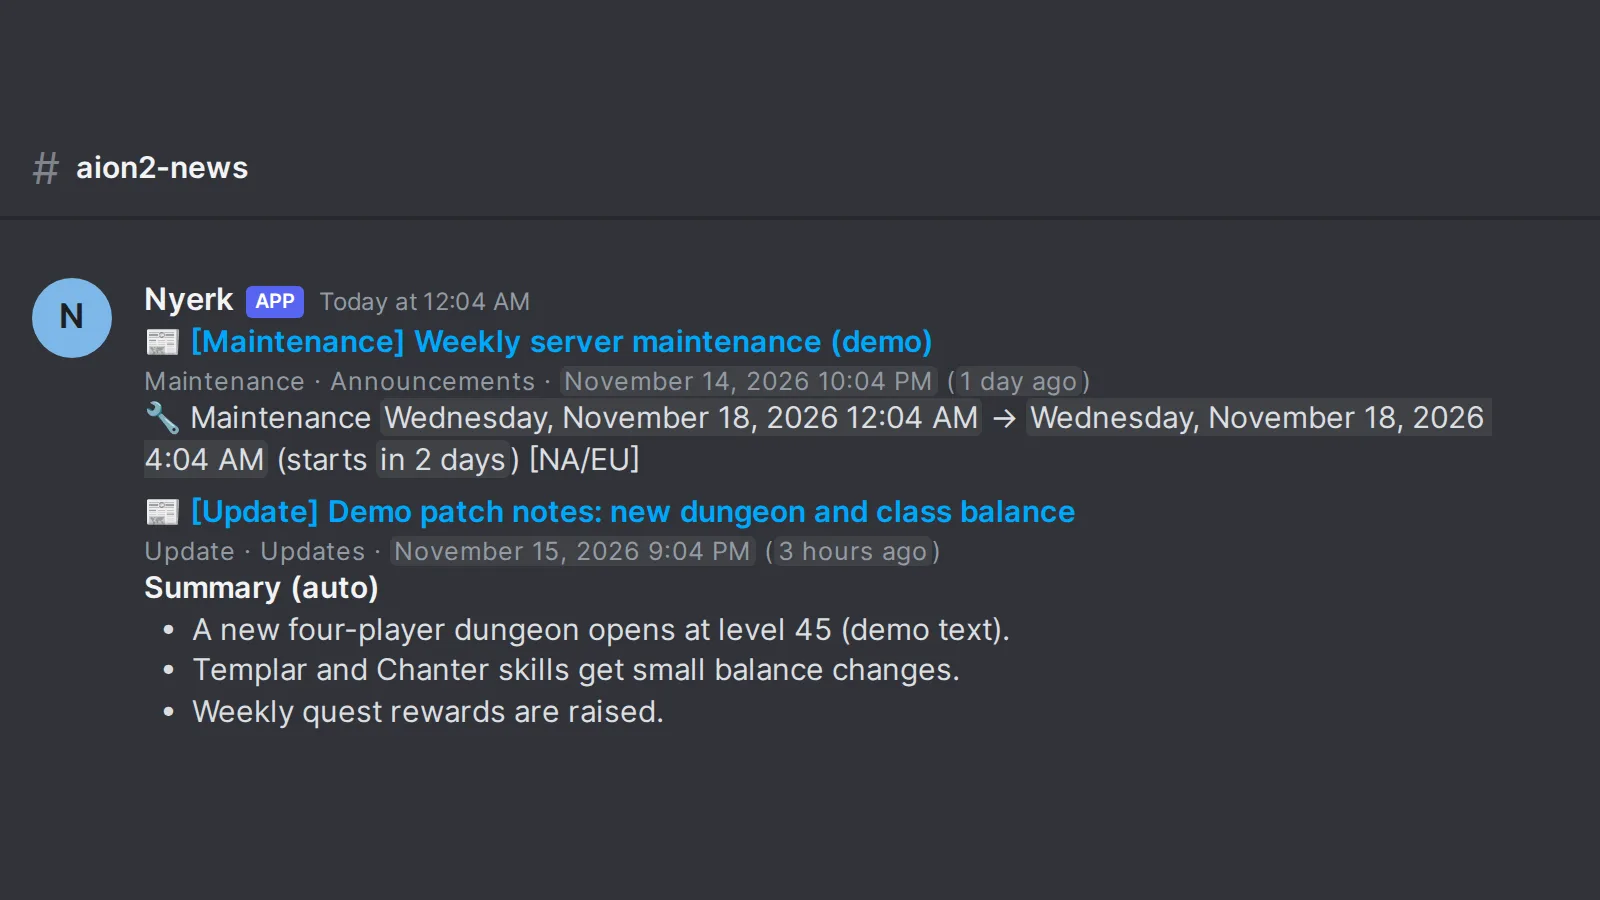 # aion2-news
N
Nyerk APP Today at 12:04 AM
📰 [Maintenance] Weekly server maintenance (demo)
Maintenance · Announcements · November 14, 2026 10:04 PM (1 day ago)
🔧 Maintenance Wednesday, November 18, 2026 12:04 AM → Wednesday, November 18, 2026
4:04 AM (starts in 2 days) [NA/EU]
📰 [Update] Demo patch notes: new dungeon and class balance
Update · Updates · November 15, 2026 9:04 PM (3 hours ago)
Summary (auto)
• A new four-player dungeon opens at level 45 (demo text).
• Templar and Chanter skills get small balance changes.
• Weekly quest rewards are raised.